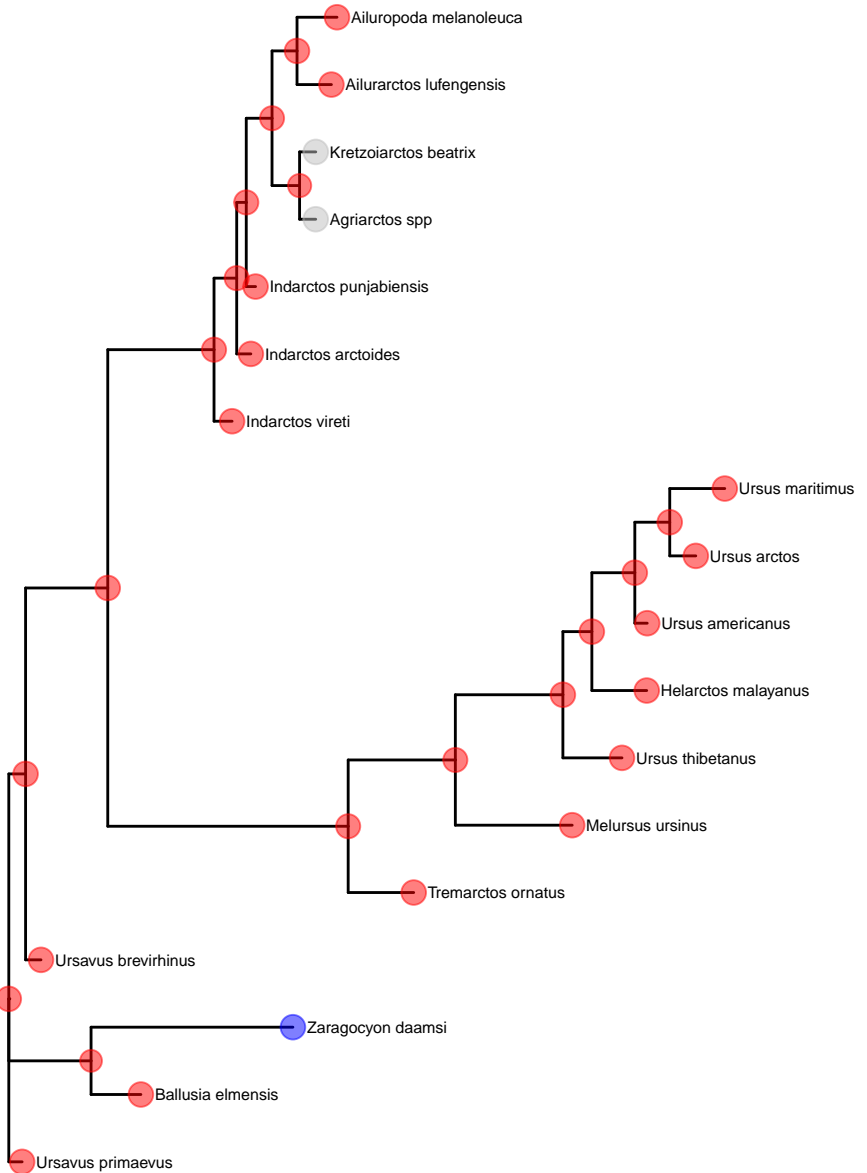 Ailuropoda melanoleuca
Ailurarctos lufengensis
Kretzoiarctos beatrix
Agriarctos spp
Indarctos punjabiensis
Indarctos arctoides
Indarctos vireti
Ursus maritimus
Ursus arctos
Ursus americanus
Helarctos malayanus
Ursus thibetanus
Melursus ursinus
Tremarctos ornatus
Ursavus brevirhinus
Zaragocyon daamsi
Ballusia elmensis
Ursavus primaevus